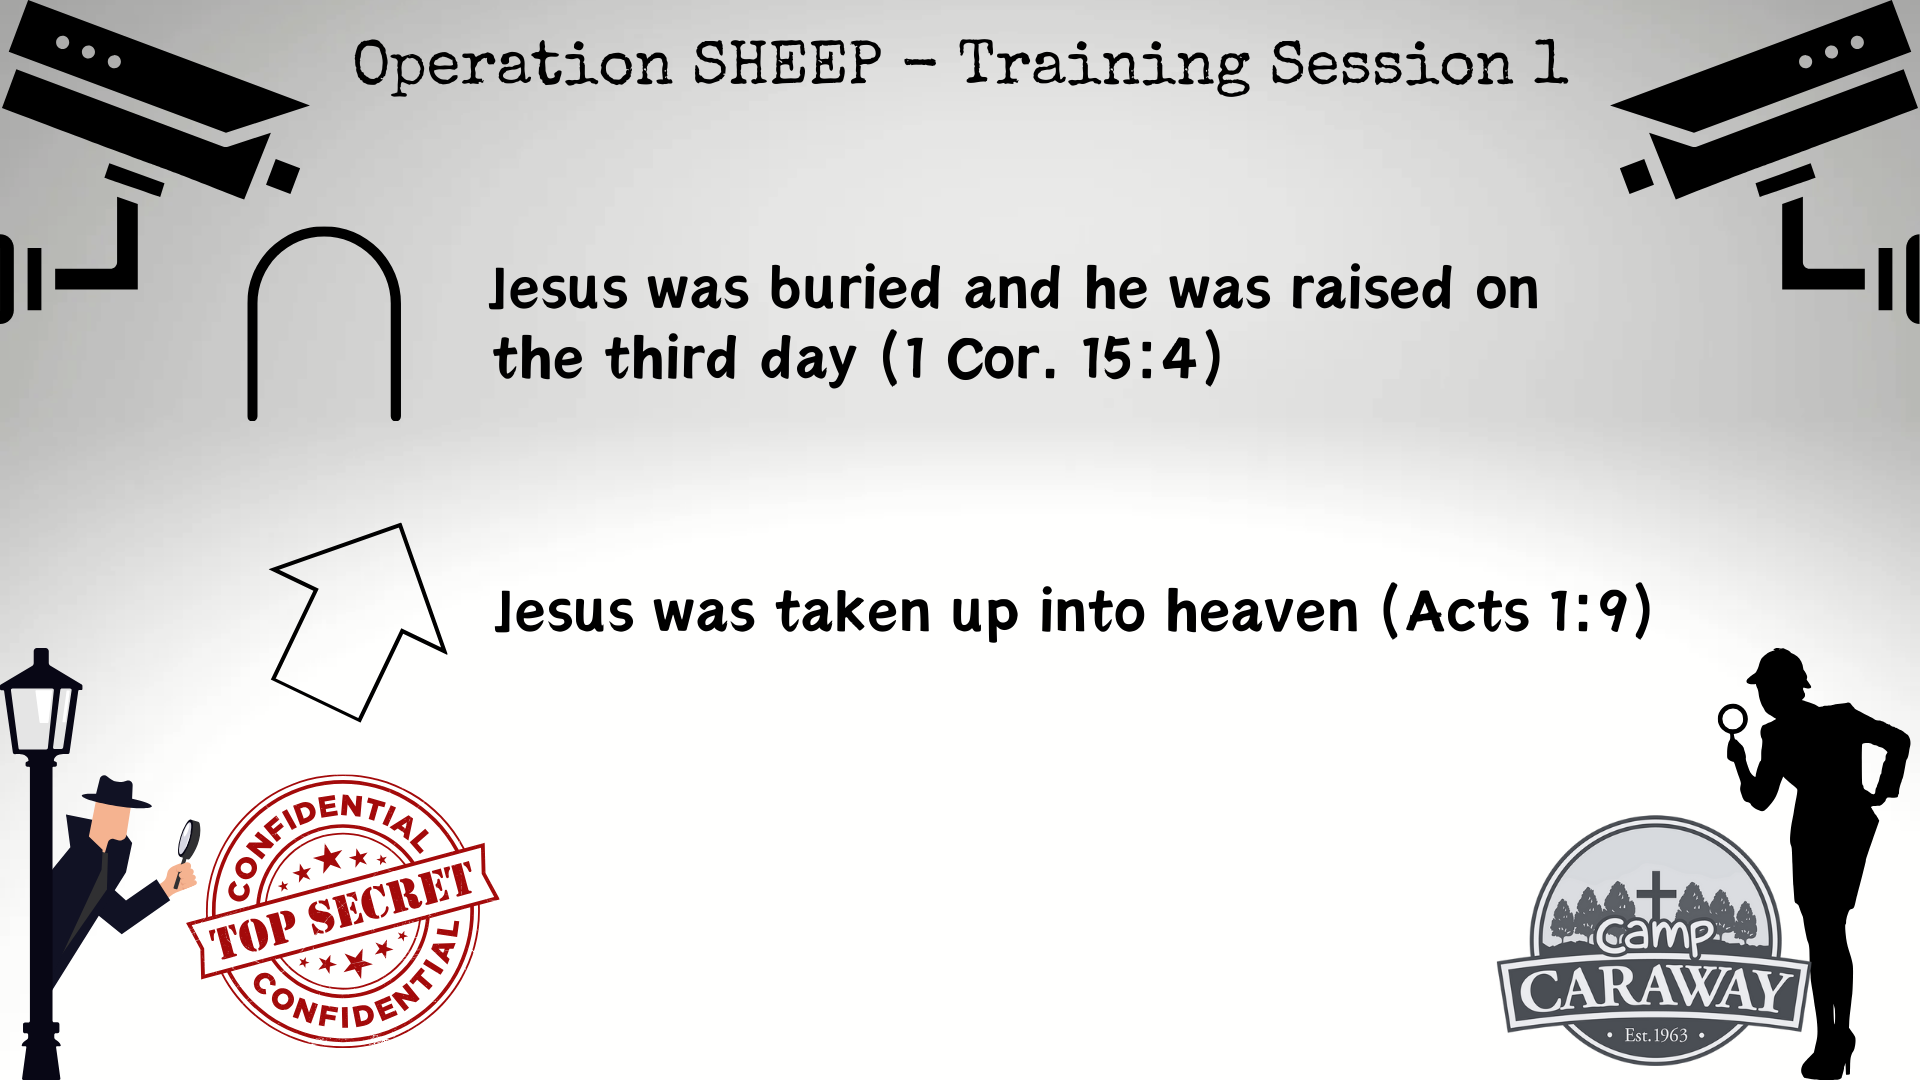 Operation SHEEP - Training Session 1
Jesus was buried and he was raised on
the third day (1 Cor. 15:4)
Jesus was taken up into heaven (Acts 1:9)
CONFIDENTIAL
TOP SECRET
CONFIDENTIAL
Camp
CARAWAY
• Est.1963 •